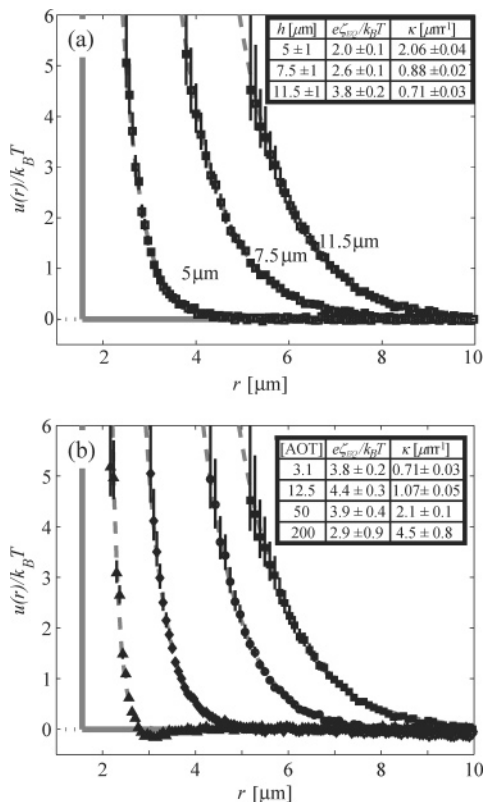 (a)
h [μm] eζ_EQ/k_BT κ [μm⁻¹]
5 ±1 2.0 ±0.1 2.06 ±0.04
7.5 ±1 2.6 ±0.1 0.88 ±0.02
11.5 ±1 3.8 ±0.2 0.71 ±0.03
6
5
4
3
2
1
0
u(r)/k_BT
5μm
7.5μm
11.5μm
2 4 6 8 10
r [μm]
(b)
[AOT] eζ_EQ/k_BT κ [μm⁻¹]
3.1 3.8 ± 0.2 0.71± 0.03
12.5 4.4 ± 0.3 1.07± 0.05
50 3.9 ± 0.4 2.1 ± 0.1
200 2.9 ±0.9 4.5 ± 0.8
6
5
4
3
2
1
0
u(r)/k_BT
2 4 6 8 10
r [μm]